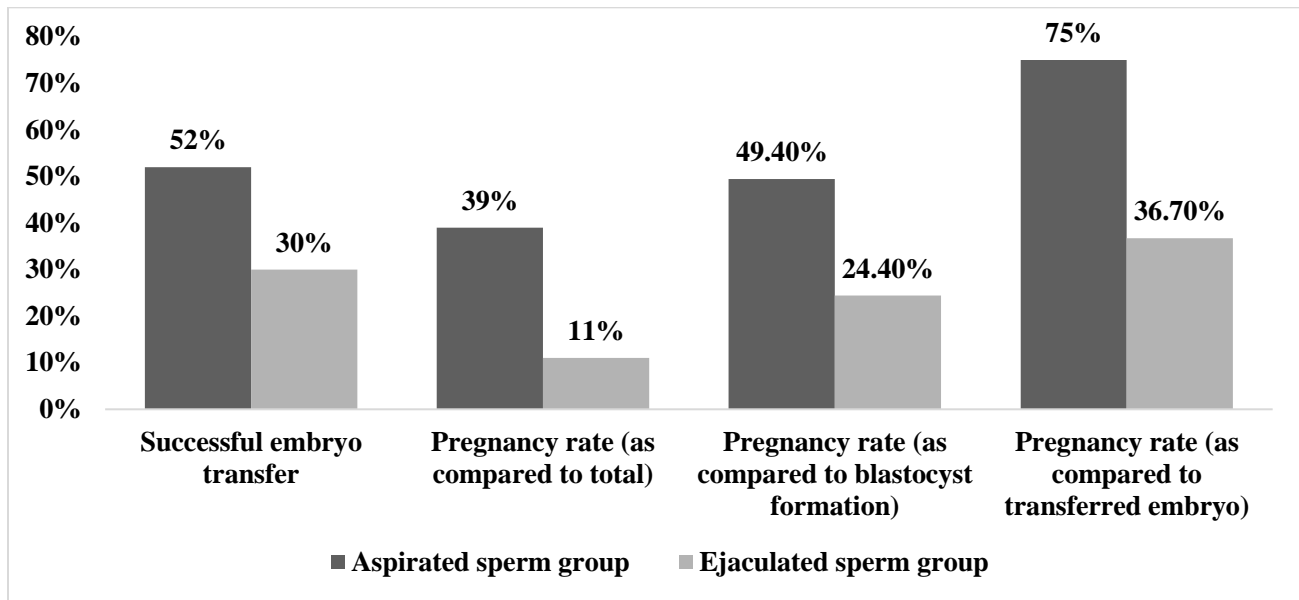 80%
70%
60%
50%
40%
30%
20%
10%
0%
52%
30%
39%
11%
49.40%
24.40%
75%
36.70%
Successful embryo
transfer
Pregnancy rate (as
compared to total)
Pregnancy rate (as
compared to blastocyst
formation)
Pregnancy rate (as
compared to
transferred embryo)
Aspirated sperm group
Ejaculated sperm group